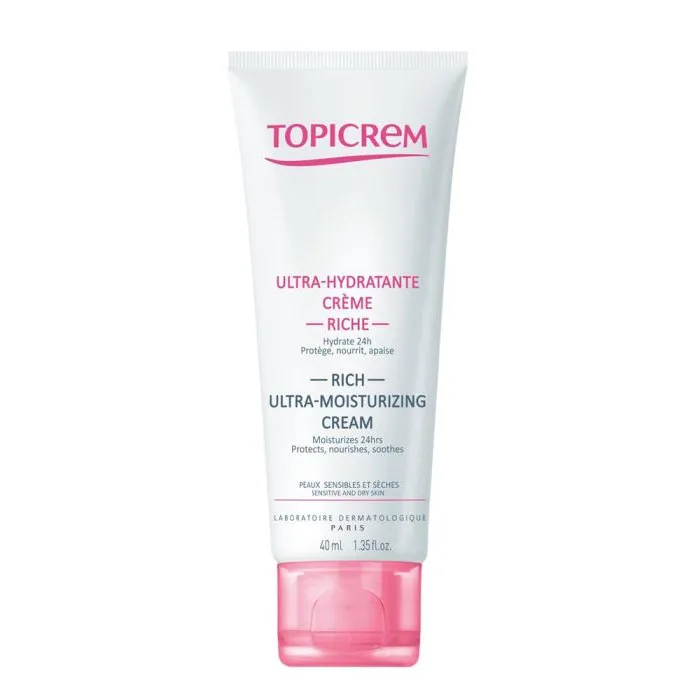 TOPICREM
ULTRA-HYDRATANTE
CRÈME
— RICHE —
Hydrate 24h
Protège, nourrit, apaise
— RICH —
ULTRA-MOISTURIZING
CREAM
Moisturizes 24hrs
Protects, nourishes, soothes
PEAUX SENSIBLES ET SÈCHES
SENSITIVE AND DRY SKIN
LABORATOIRE DERMATOLOGIQUE
PARIS
40 ml 1.35 fl.oz.